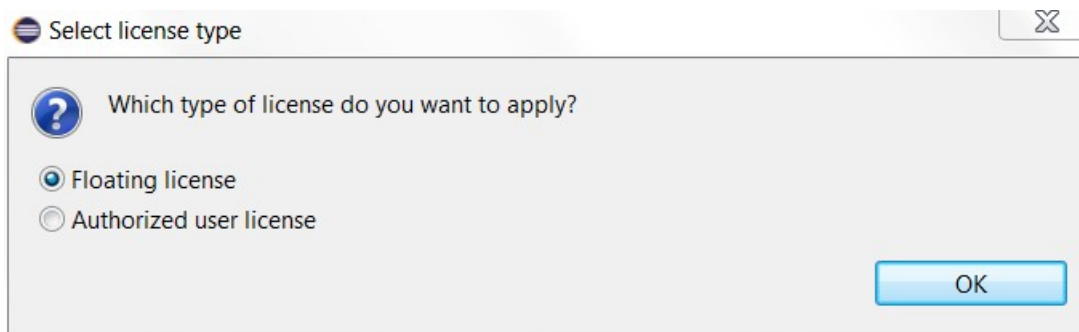 Select license type
Which type of license do you want to apply?
Floating license
Authorized user license
OK